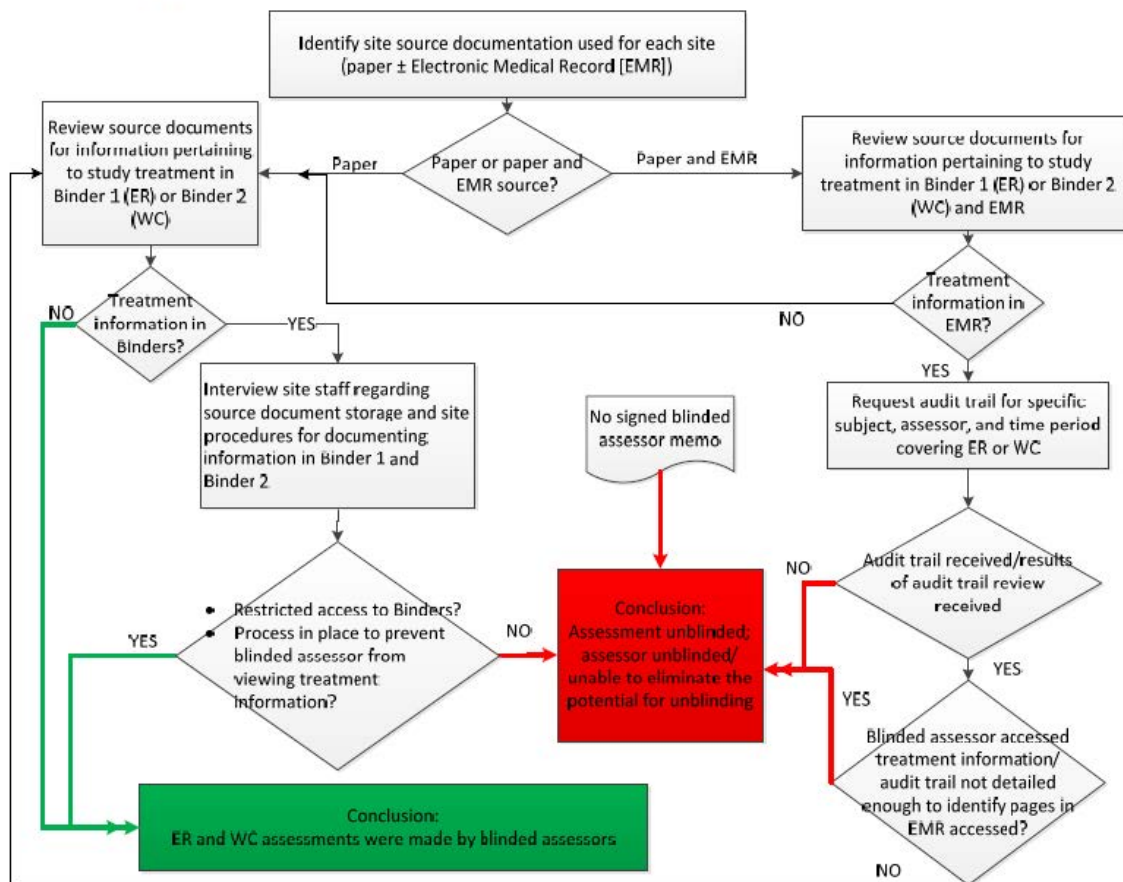 Identify site source documentation used for each site
(paper ± Electronic Medical Record [EMR])
Review source documents
for information pertaining
to study treatment in
Binder 1 (ER) or Binder 2
(WC)
Paper
Paper or paper and
EMR source?
Paper and EMR
Review source documents for
information pertaining to study
treatment in Binder 1 (ER) or Binder 2
(WC) and EMR
NO
Treatment
information in
Binders?
YES
Treatment
information in
EMR?
NO
YES
Interview site staff regarding
source document storage and site
procedures for documenting
information in Binder 1 and
Binder 2
No signed blinded
assessor memo
Request audit trail for specific
subject, assessor, and time period
covering ER or WC
Audit trail received/results
of audit trail review
received
NO
YES
• Restricted access to Binders?
• Process in place to prevent
blinded assessor from
viewing treatment
information?
YES
NO
Conclusion:
Assessment unblinded;
assessor unblinded/
unable to eliminate the
potential for unblinding
YES
Blinded assessor accessed
treatment information/
audit trail not detailed
enough to identify pages in
EMR accessed?
NO
Conclusion:
ER and WC assessments were made by blinded assessors